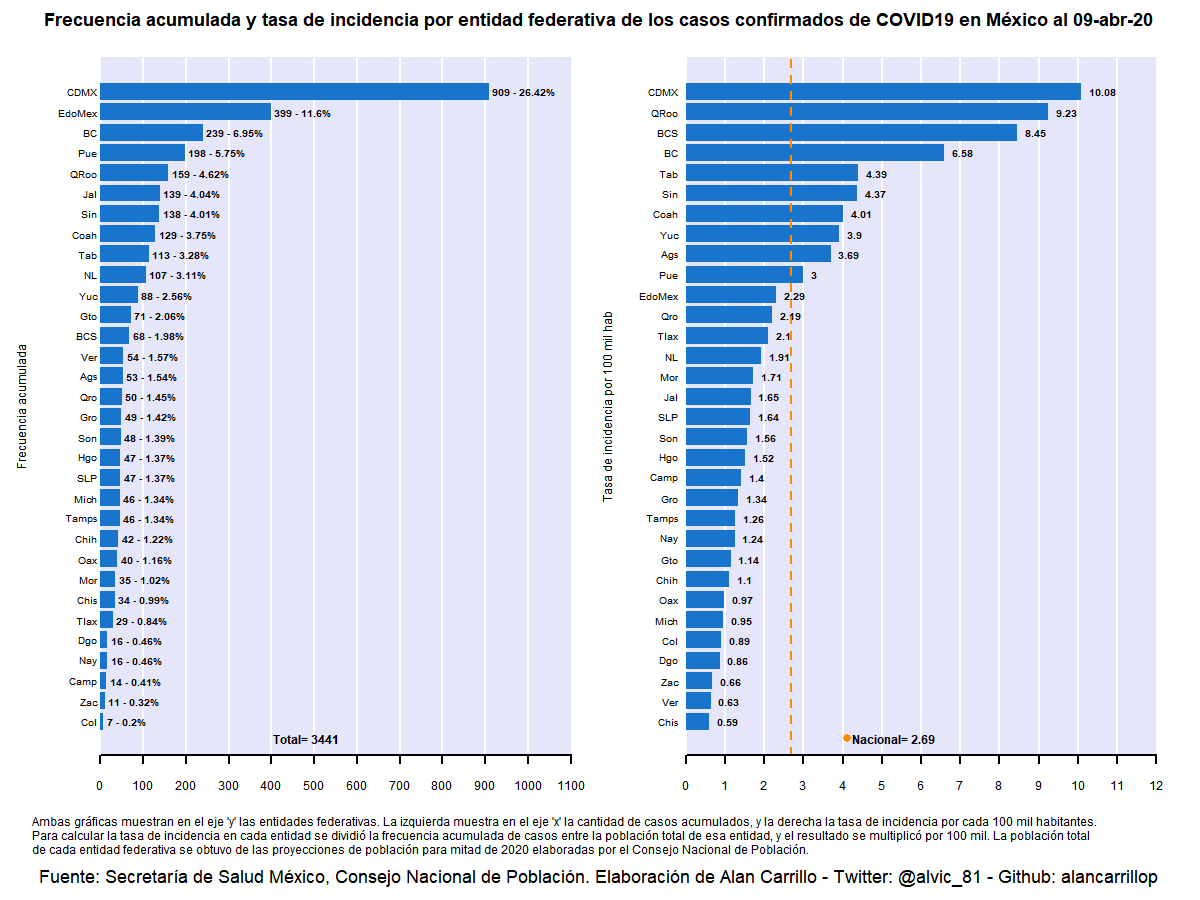 Frecuencia acumulada y tasa de incidencia por entidad federativa de los casos confirmados de COVID19 en México al 09-abr-20
Frecuencia acumulada
CDMX 909 - 26.42%
EdoMex 399 - 11.6%
BC 239 - 6.95%
Pue 198 - 5.75%
QRoo 159 - 4.62%
Jal 139 - 4.04%
Sin 138 - 4.01%
Coah 129 - 3.75%
Tab 113 - 3.28%
NL 107 - 3.11%
Yuc 88 - 2.56%
Gto 71 - 2.06%
BCS 68 - 1.98%
Ver 54 - 1.57%
Ags 53 - 1.54%
Qro 50 - 1.45%
Gro 49 - 1.42%
Son 48 - 1.39%
Hgo 47 - 1.37%
SLP 47 - 1.37%
Mich 46 - 1.34%
Tamps 46 - 1.34%
Chih 42 - 1.22%
Oax 40 - 1.16%
Mor 35 - 1.02%
Chis 34 - 0.99%
Tlax 29 - 0.84%
Dgo 16 - 0.46%
Nay 16 - 0.46%
Camp 14 - 0.41%
Zac 11 - 0.32%
Col 7 - 0.2%
Total= 3441
0 100 200 300 400 500 600 700 800 900 1000 1100
Tasa de incidencia por 100 mil hab
CDMX 10.08
QRoo 9.23
BCS 8.45
BC 6.58
Tab 4.39
Sin 4.37
Coah 4.01
Yuc 3.9
Ags 3.69
Pue 3
EdoMex 2.29
Qro 2.19
Tlax 2.1
NL 1.91
Mor 1.71
Jal 1.65
SLP 1.64
Son 1.56
Hgo 1.52
Camp 1.4
Gro 1.34
Tamps 1.26
Nay 1.24
Gto 1.14
Chih 1.1
Oax 0.97
Mich 0.95
Col 0.89
Dgo 0.86
Zac 0.66
Ver 0.63
Chis 0.59
Nacional= 2.69
0 1 2 3 4 5 6 7 8 9 10 11 12
Ambas gráficas muestran en el eje 'y' las entidades federativas. La izquierda muestra en el eje 'x' la cantidad de casos acumulados, y la derecha la tasa de incidencia por cada 100 mil habitantes.
Para calcular la tasa de incidencia en cada entidad se dividió la frecuencia acumulada de casos entre la población total de esa entidad, y el resultado se multiplicó por 100 mil. La población total
de cada entidad federativa se obtuvo de las proyecciones de población para mitad de 2020 elaboradas por el Consejo Nacional de Población.
Fuente: Secretaría de Salud México, Consejo Nacional de Población. Elaboración de Alan Carrillo - Twitter: @alvic_81 - Github: alancarrillop